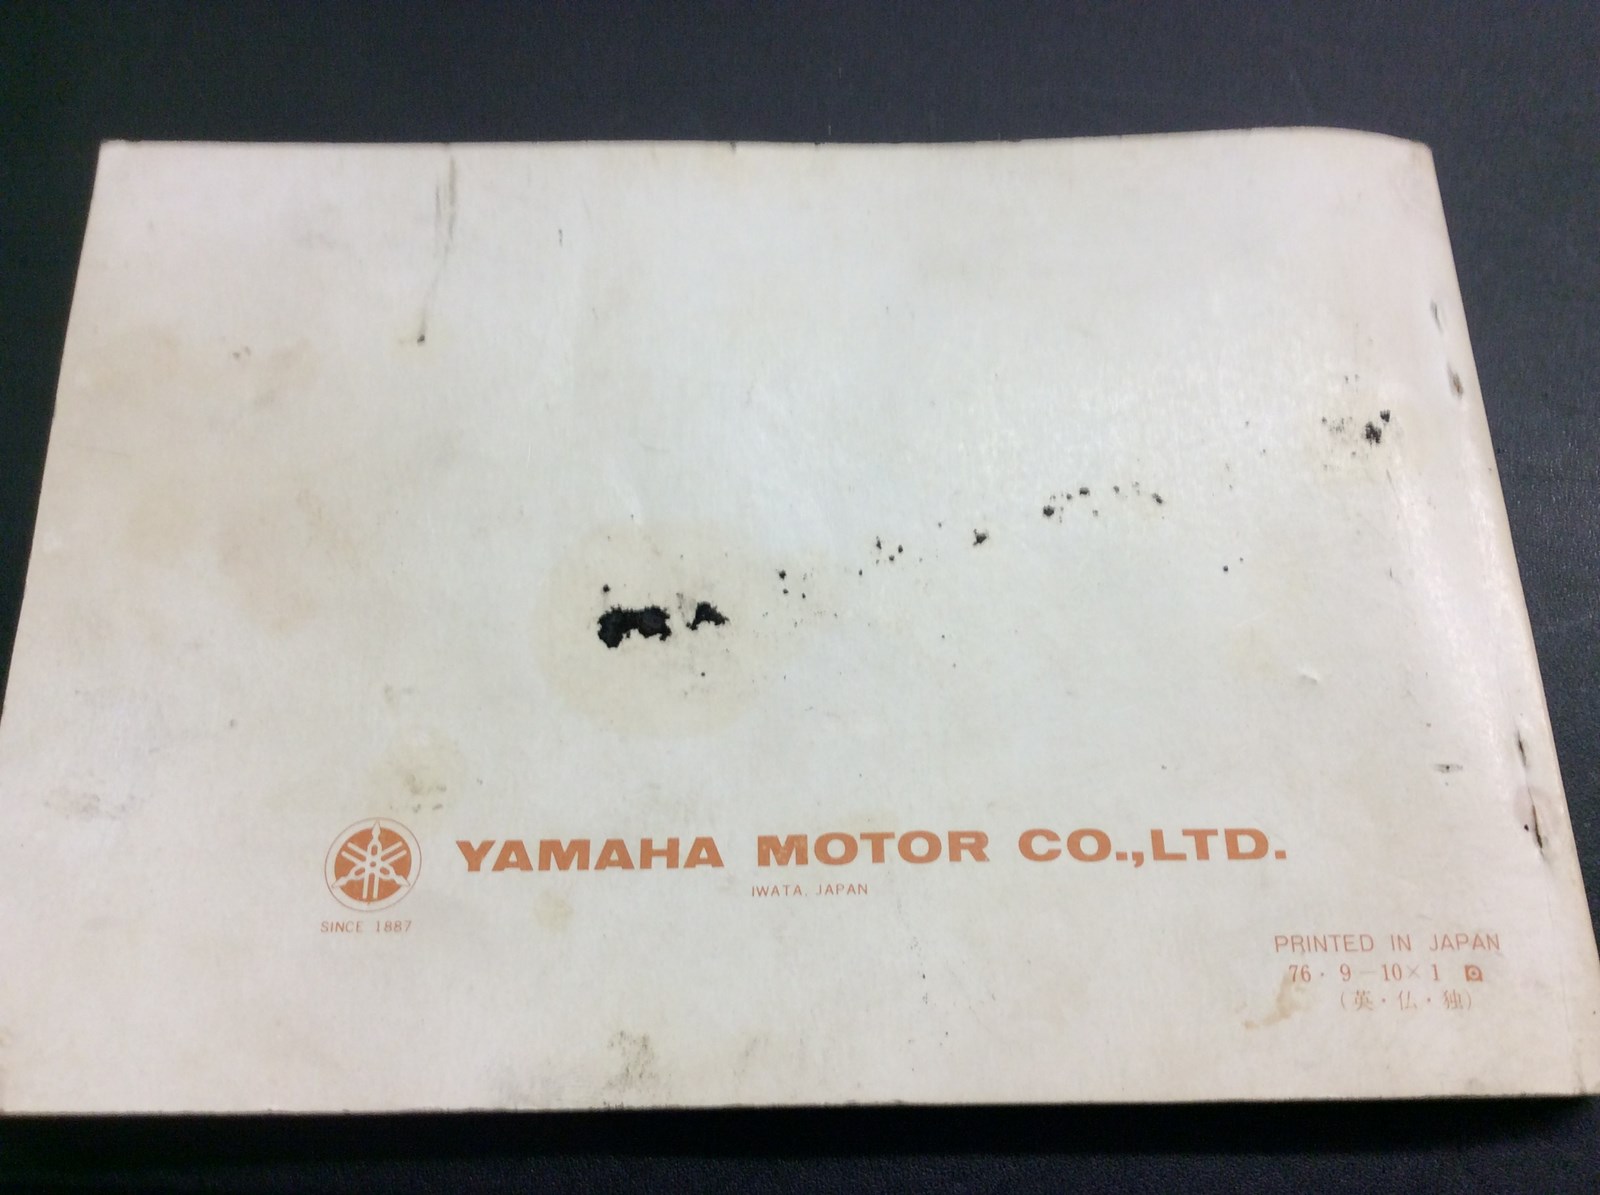 YAMAHA MOTOR CO.,LTD.
IWATA, JAPAN
SINCE 1887
PRINTED IN JAPAN
76・9－10×1
（英・仏・独）